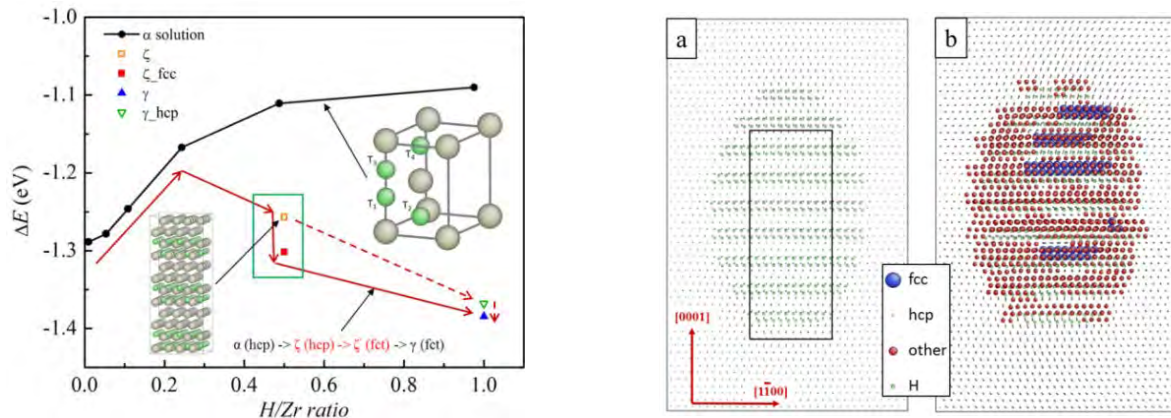 -1.0
-1.1
-1.2
-1.3
-1.4
ΔE (eV)
α solution
ζ
ζ_fcc
γ
γ_hcp
T₃
T₄
T₁
T₂
α (hcp) -> ζ (hcp) -> ζ (fct) -> γ (fct)
0.0 0.2 0.4 0.6 0.8 1.0
H/Zr ratio
a
[0001]
[11̅00]
b
fcc
hcp
other
H